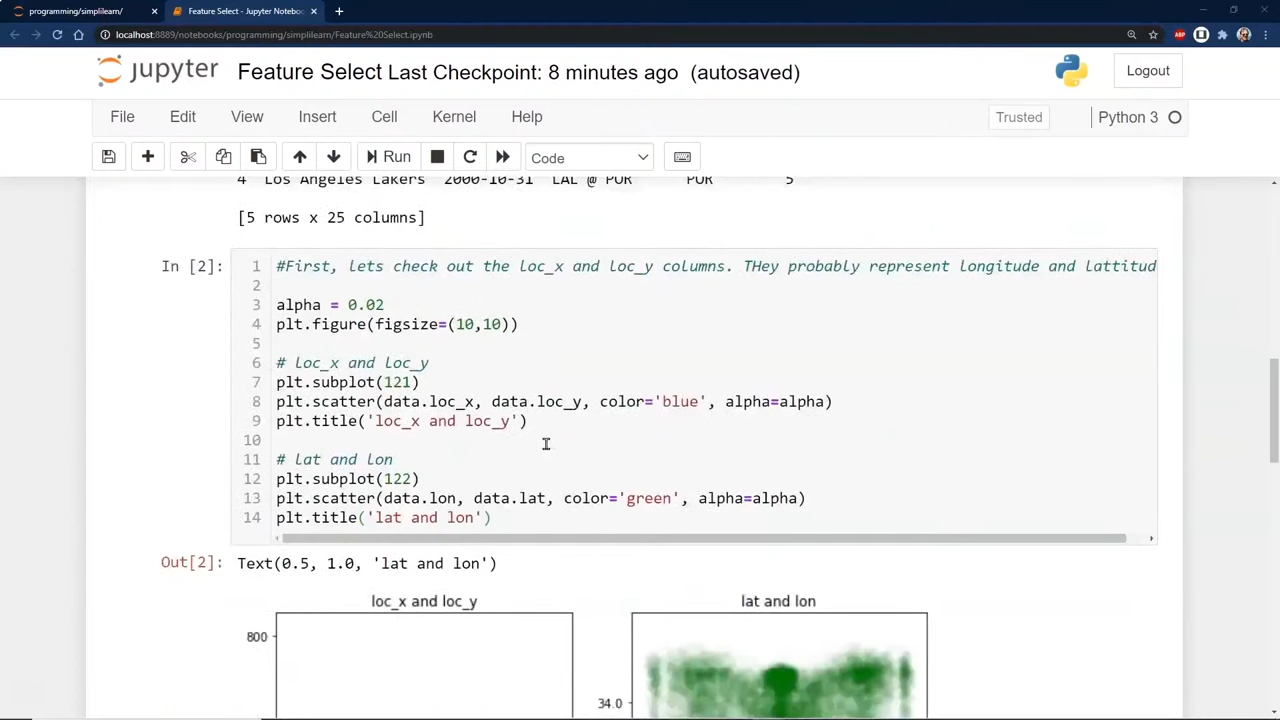 programming/simplilearn/
Feature Select - Jupyter Noteboo
localhost:8889/notebooks/programming/simplilearn/Feature%20Select.ipynb
ABP
jupyter Feature Select Last Checkpoint: 8 minutes ago (autosaved)
Logout
File Edit View Insert Cell Kernel Help
Trusted
Python 3
Run
Code
4 Los Angeles Lakers 2000-10-31 LAL @ POR POR 5
[5 rows x 25 columns]
In [2]:
1 #First, lets check out the loc_x and loc_y columns. THey probably represent longitude and lattitud
2
3 alpha = 0.02
4 plt.figure(figsize=(10,10))
5
6 # loc_x and loc_y
7 plt.subplot(121)
8 plt.scatter(data.loc_x, data.loc_y, color='blue', alpha=alpha)
9 plt.title('loc_x and loc_y')
10
11 # lat and lon
12 plt.subplot(122)
13 plt.scatter(data.lon, data.lat, color='green', alpha=alpha)
14 plt.title('lat and lon')
Out[2]: Text(0.5, 1.0, 'lat and lon')
loc_x and loc_y
lat and lon
800
34.0